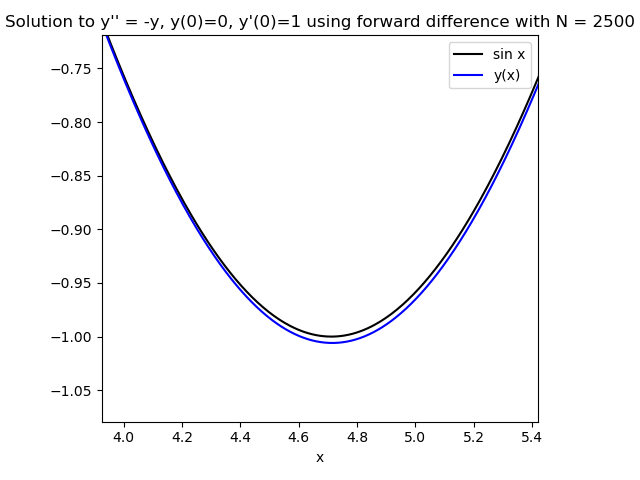 Solution to y'' = -y, y(0)=0, y'(0)=1 using forward difference with N = 2500
sin x
y(x)
−0.75
−0.80
−0.85
−0.90
−0.95
−1.00
−1.05
4.0 4.2 4.4 4.6 4.8 5.0 5.2 5.4
x